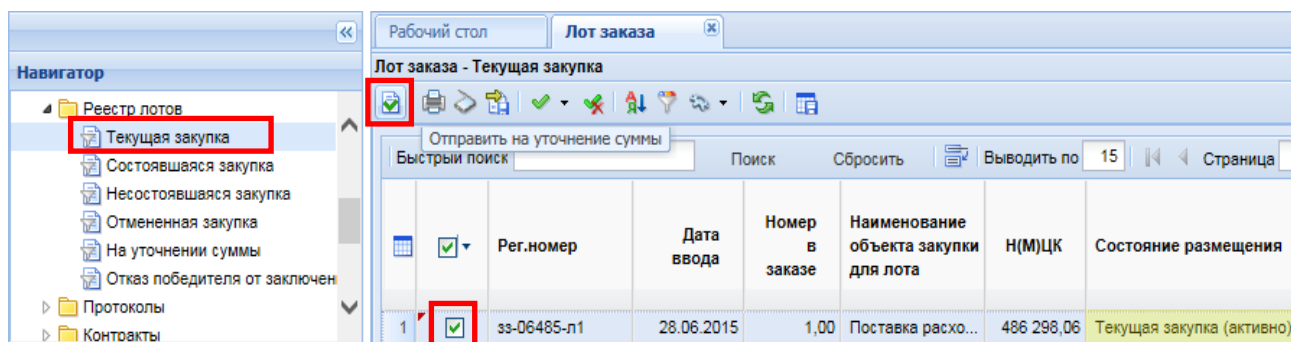 Навигатор
Реестр лотов
Текущая закупка
Состоявшаяся закупка
Несостоявшаяся закупка
Отмененная закупка
На уточнении суммы
Отказ победителя от заключен
Протоколы
Контракты
Рабочий стол
Лот заказа
Лот заказа - Текущая закупка
Отправить на уточнение суммы
Быстрый поиск
Поиск
Сбросить
Выводить по
15
Страница
Рег.номер
Дата
ввода
Номер
в
заказе
Наименование
объекта закупки
для лота
Н(М)ЦК
Состояние размещения
1
зз-06485-л1
28.06.2015
1,00
Поставка расхо...
486 298,06
Текущая закупка (активно)